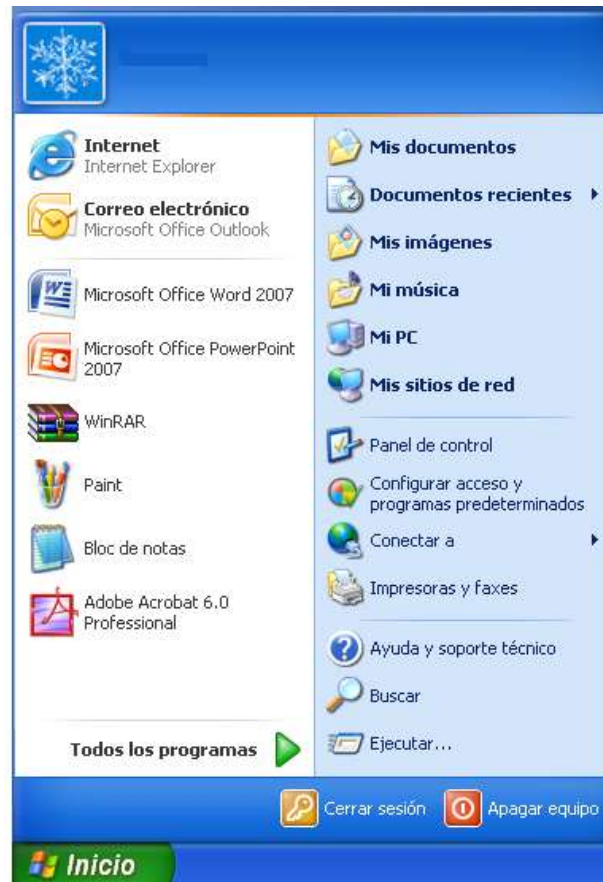 Internet
Internet Explorer
Correo electrónico
Microsoft Office Outlook
Microsoft Office Word 2007
Microsoft Office PowerPoint
2007
WinRAR
Paint
Bloc de notas
Adobe Acrobat 6.0
Professional
Todos los programas
Mis documentos
Documentos recientes
Mis imágenes
Mi música
Mi PC
Mis sitios de red
Panel de control
Configurar acceso y
programas predeterminados
Conectar a
Impresoras y faxes
Ayuda y soporte técnico
Buscar
Ejecutar...
Cerrar sesión
Apagar equipo
Inicio